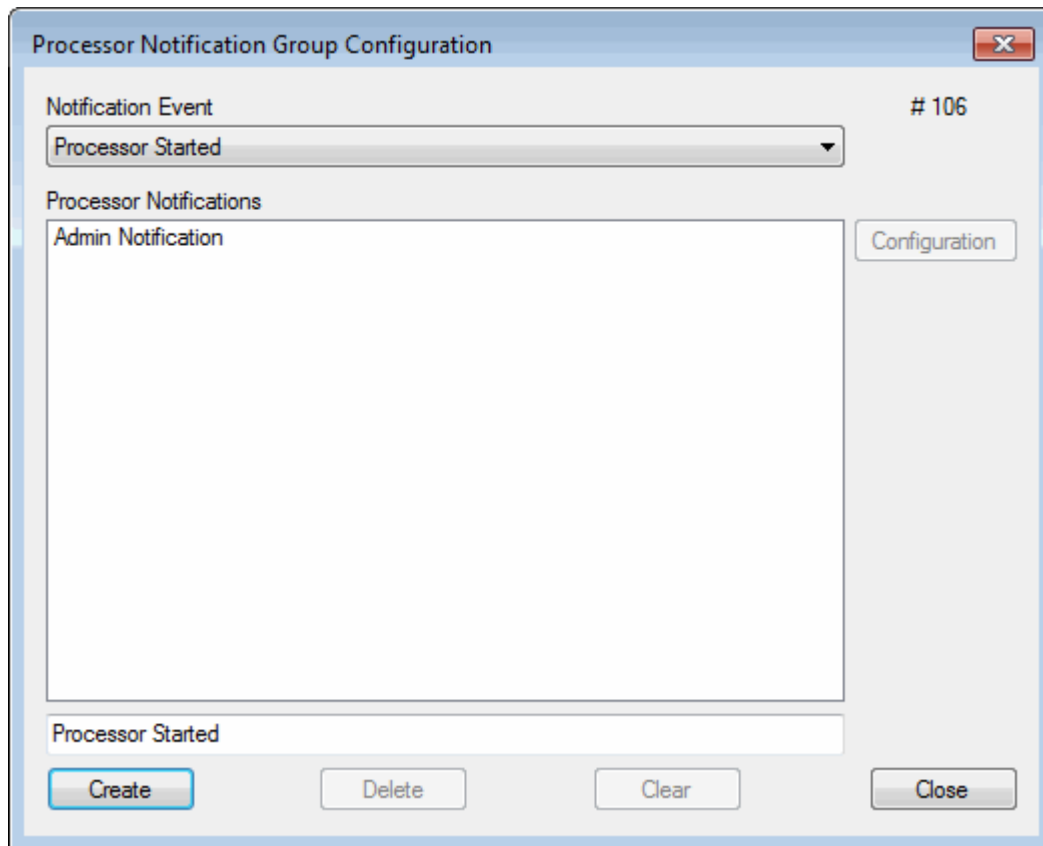 Processor Notification Group Configuration
Notification Event
# 106
Processor Started
Processor Notifications
Admin Notification
Configuration
Processor Started
Create
Delete
Clear
Close